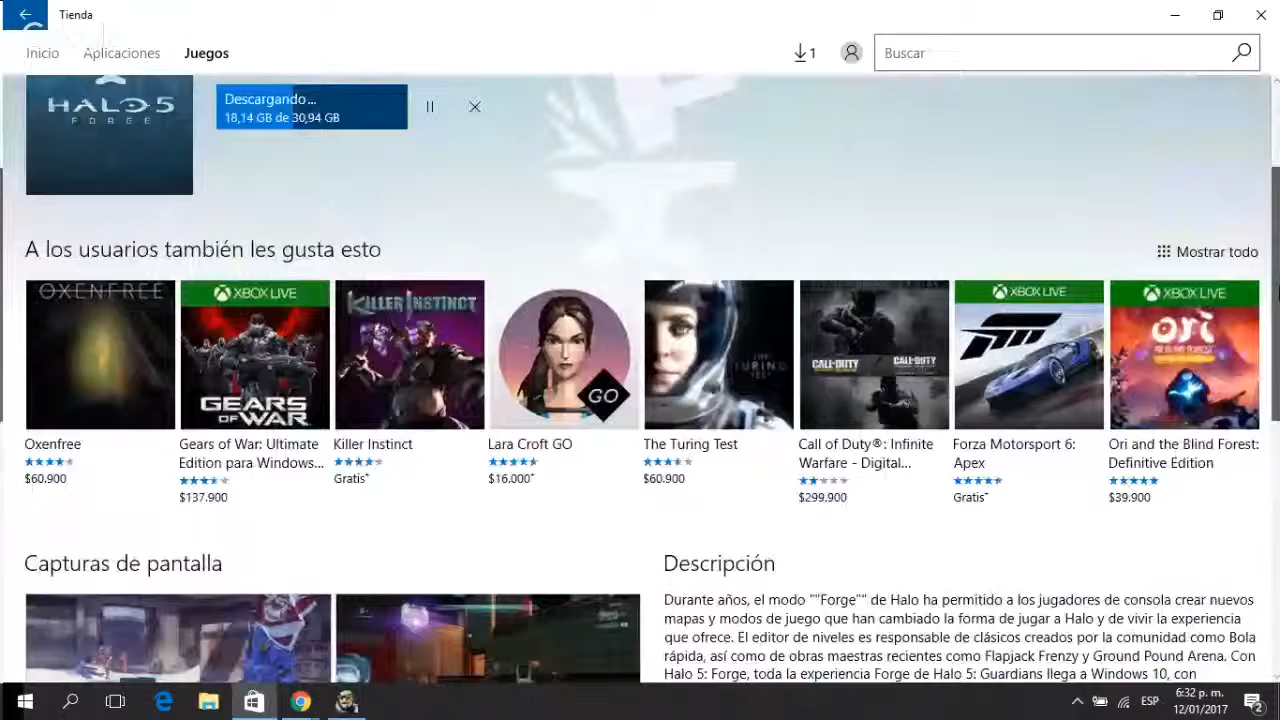 Tienda
Inicio Aplicaciones Juegos
1
Buscar
HALO 5
FORGE
Descargando...
18,14 GB de 30,94 GB
A los usuarios también les gusta esto
Mostrar todo
OXENFREE
XBOX LIVE
GEARS OF WAR
KILLER INSTINCT
GO
THE TURING TEST
CALL OF DUTY
CALL OF DUTY
XBOX LIVE
XBOX LIVE
ori
Oxenfree
$60.900
Gears of War: Ultimate
Edition para Windows...
$137.900
Killer Instinct
Gratis*
Lara Croft GO
$16.000*
The Turing Test
$60.900
Call of Duty®: Infinite
Warfare - Digital...
$299.900
Forza Motorsport 6:
Apex
Gratis*
Ori and the Blind Forest:
Definitive Edition
$39.900
Capturas de pantalla
Descripción
Durante años, el modo ""Forge"" de Halo ha permitido a los jugadores de consola crear nuevos
mapas y modos de juego que han cambiado la forma de jugar a Halo y de vivir la experiencia
que ofrece. El editor de niveles es responsable de clásicos creados por la comunidad como Bola
rápida, así como de obras maestras recientes como Flapjack Frenzy y Ground Pound Arena. Con
Halo 5: Forge, toda la experiencia Forge de Halo 5: Guardians llega a Windows 10, con
ESP
6:32 p. m.
12/01/2017
2